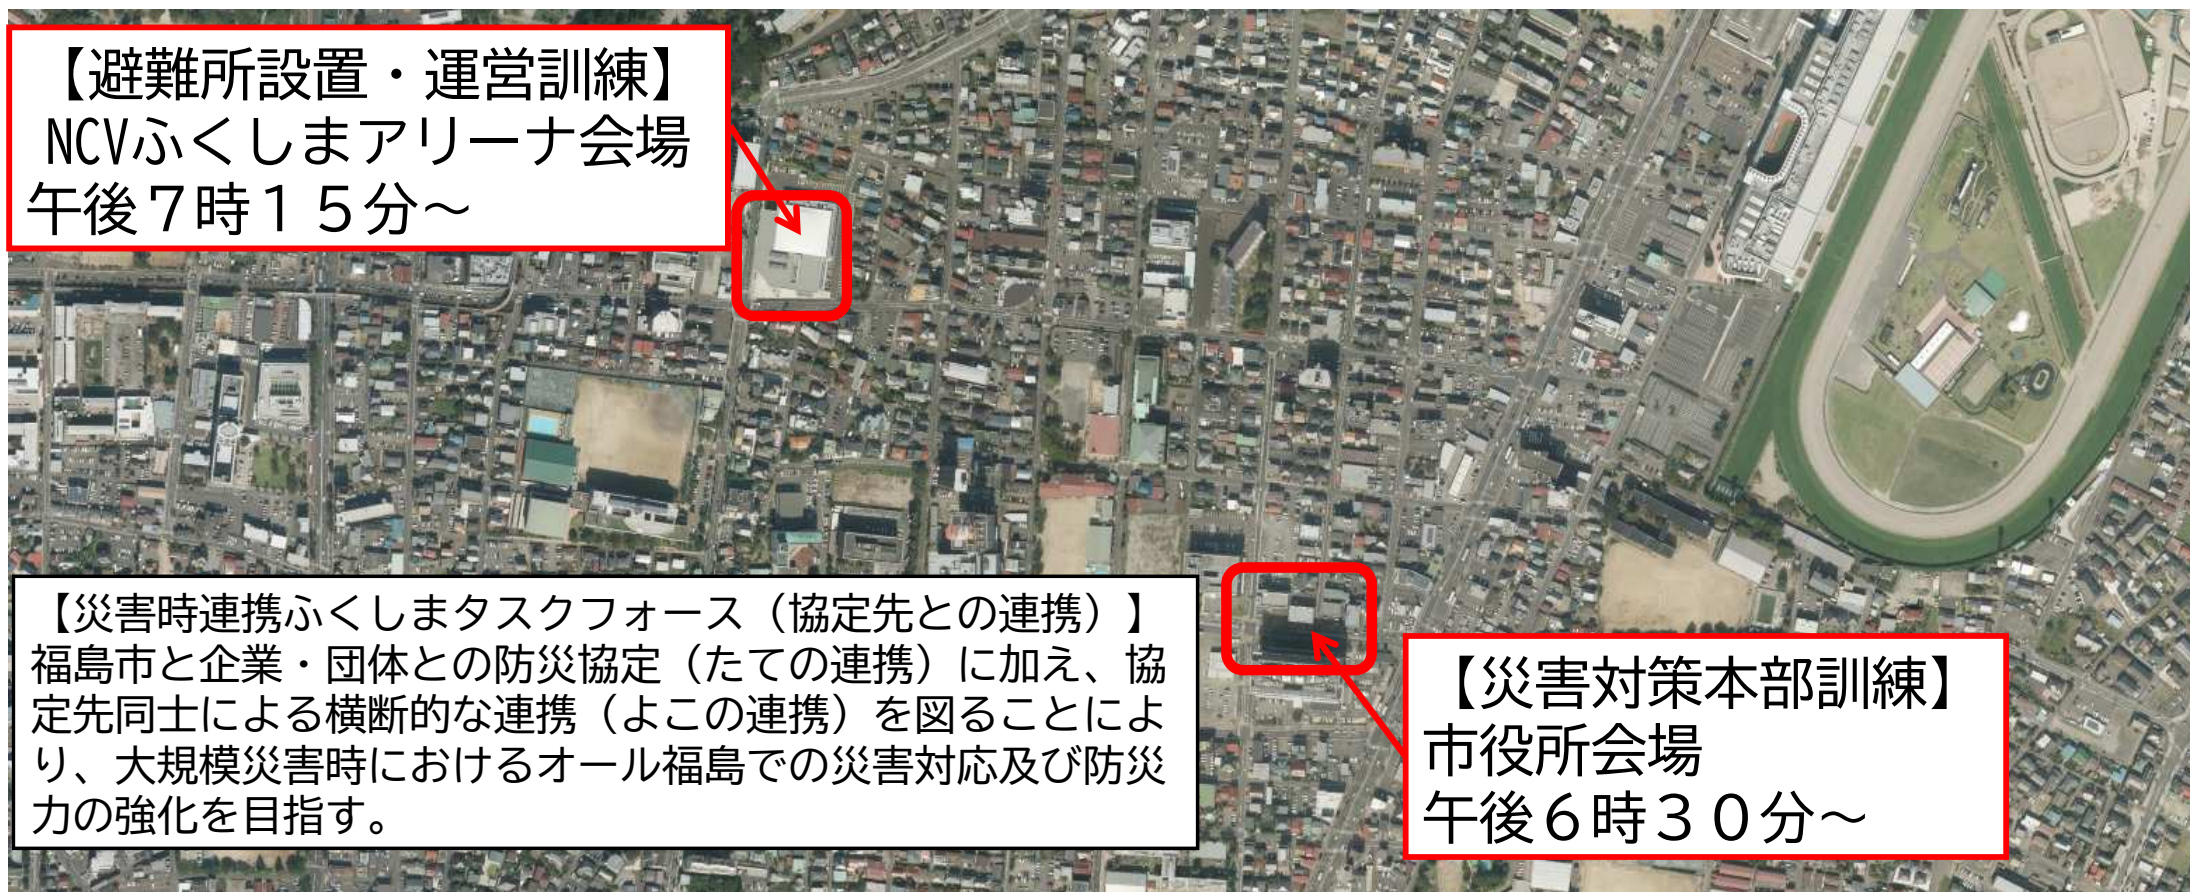 【避難所設置・運営訓練】
NCVふくしまアリーナ会場
午後７時１５分～
【災害時連携ふくしまタスクフォース（協定先との連携）】
福島市と企業・団体との防災協定（たての連携）に加え、協
定先同士による横断的な連携（よこの連携）を図ることによ
り、大規模災害時におけるオール福島での災害対応及び防災
力の強化を目指す。
【災害対策本部訓練】
市役所会場
午後６時３０分～